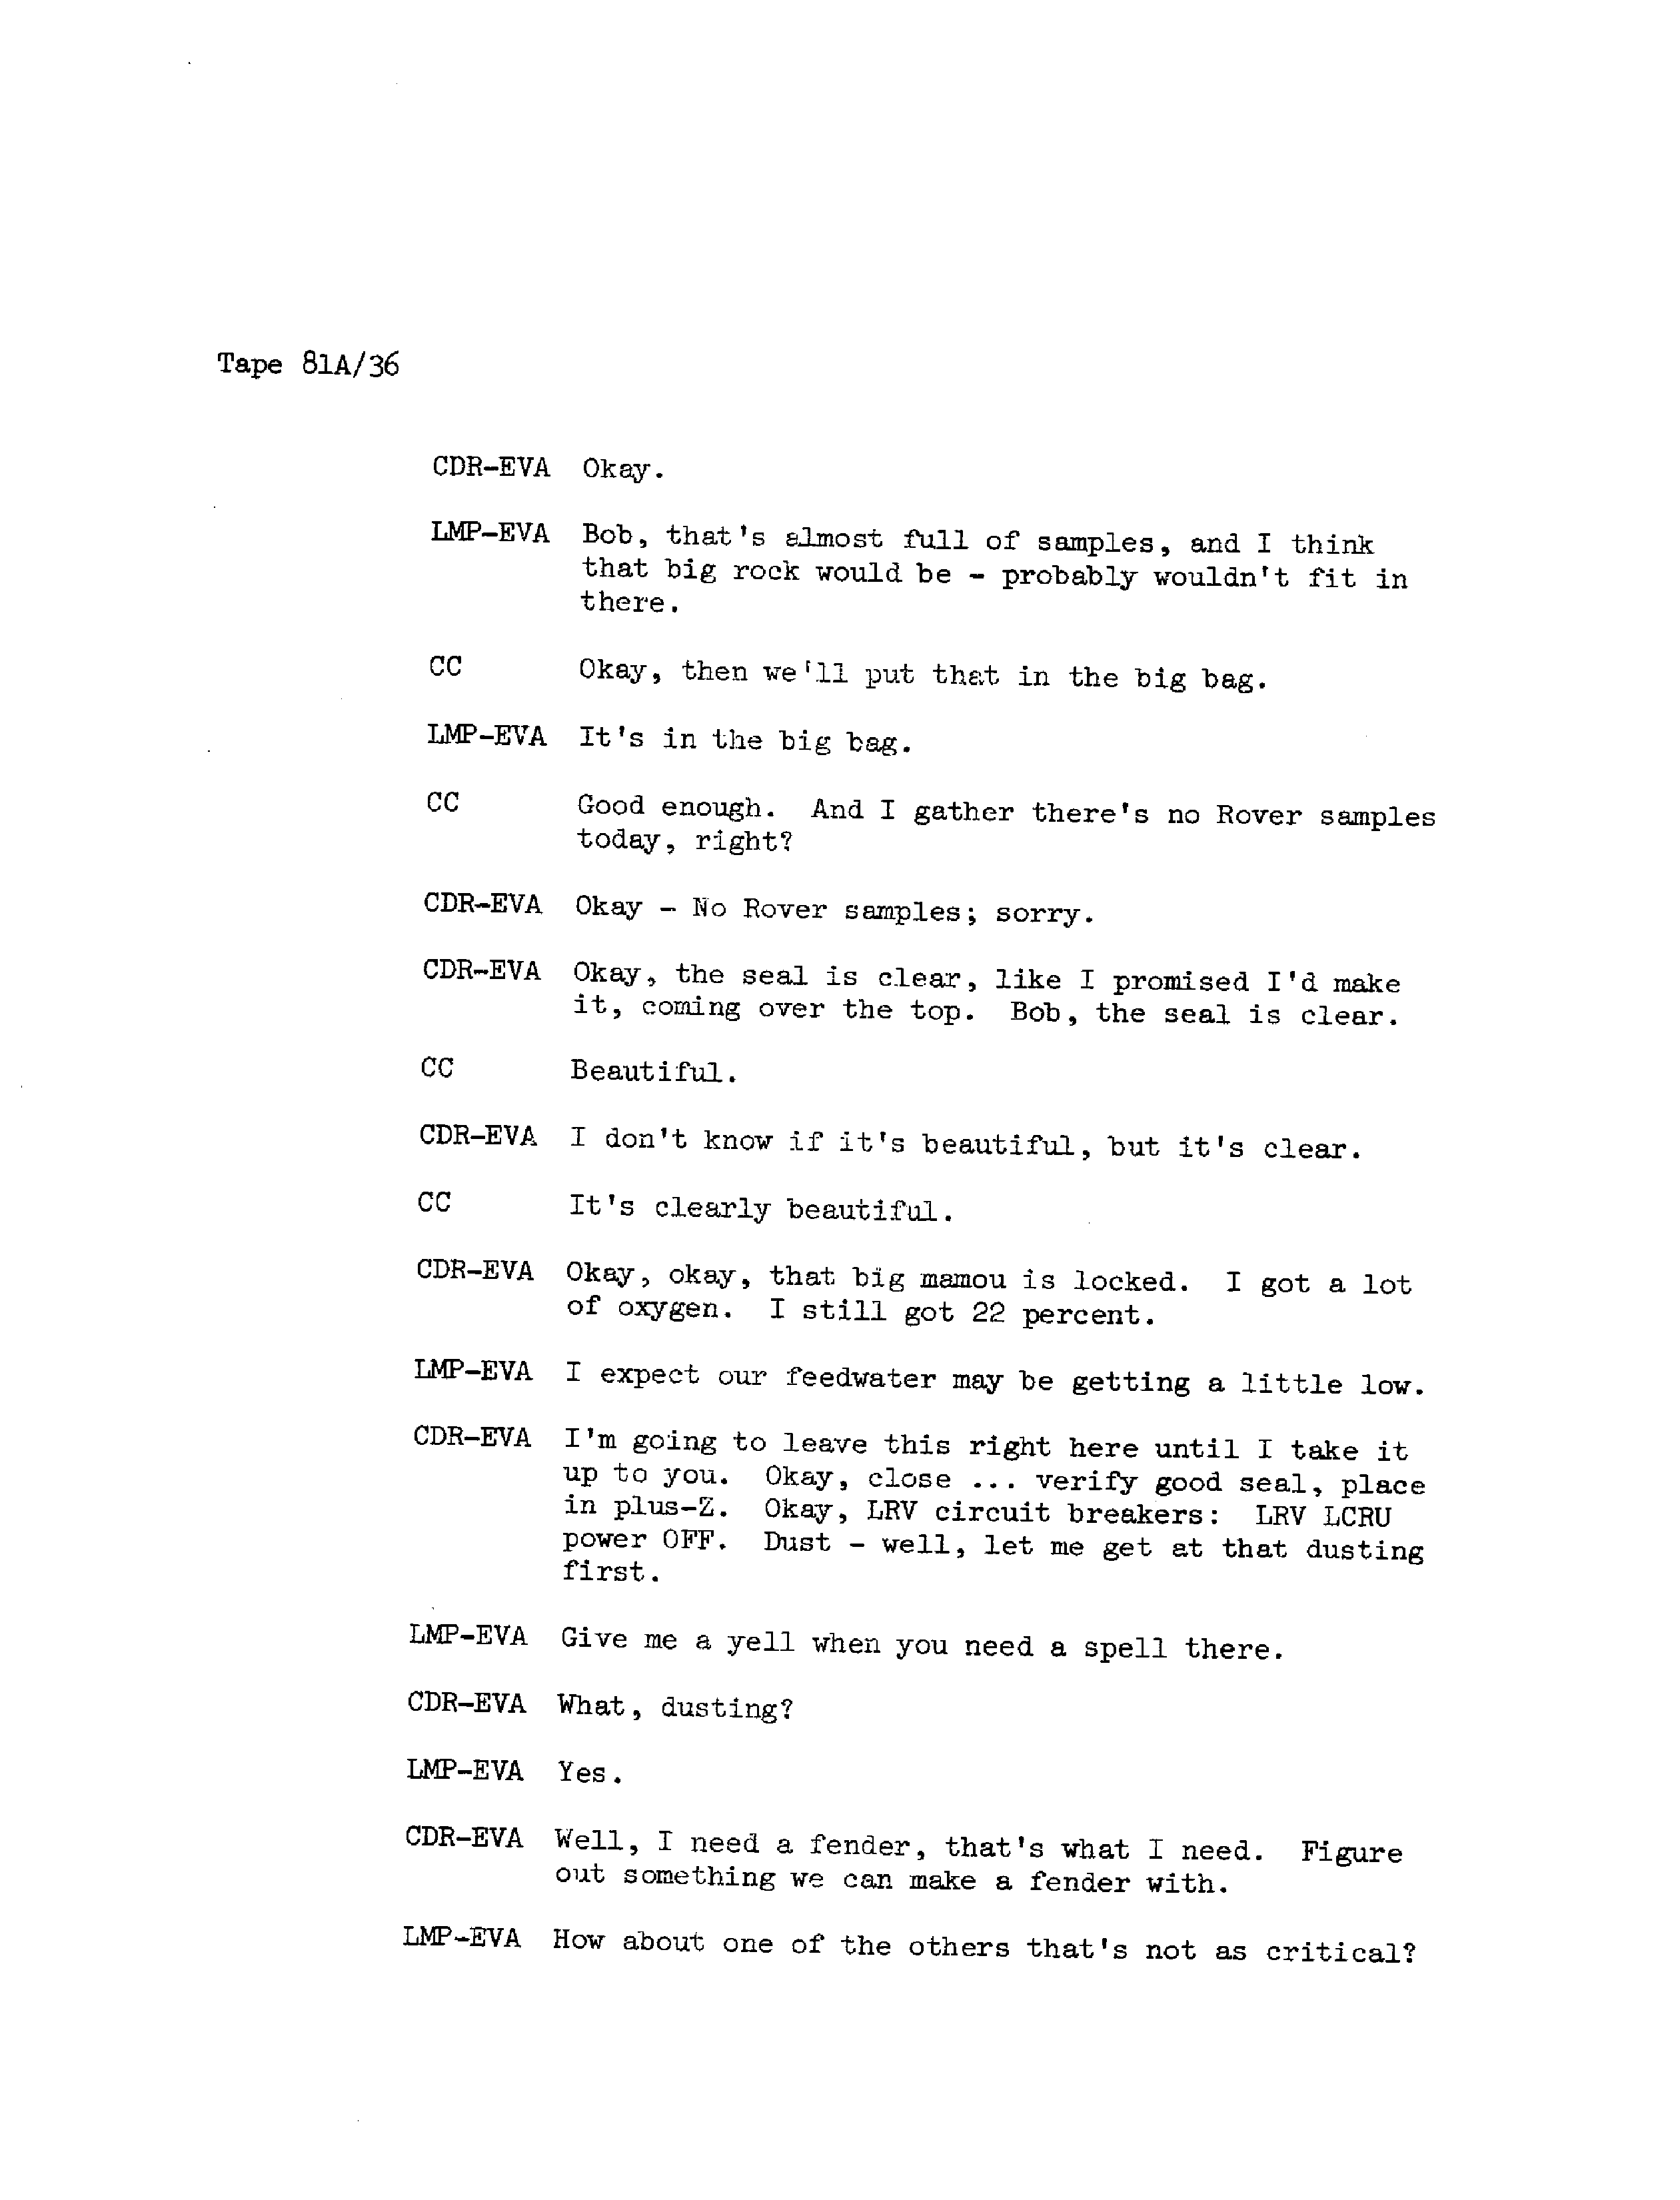 Tape 81A/36
CDR-EVA Okay.
LMP-EVA Bob, that's almost full of samples, and I think
that big rock would be - probably wouldn't fit in
there.
CC Okay, then we'll put that in the big bag.
LMP-EVA It's in the big bag.
CC Good enough. And I gather there's no Rover samples
today, right?
CDR-EVA Okay - No Rover samples; sorry.
CDR-EVA Okay, the seal is clear, like I promised I'd make
it, coming over the top. Bob, the seal is clear.
CC Beautiful.
CDR-EVA I don't know if it's beautiful, but it's clear.
CC It's clearly beautiful.
CDR-EVA Okay, okay, that big mamou is locked. I got a lot
of oxygen. I still got 22 percent.
LMP-EVA I expect our feedwater may be getting a little low.
CDR-EVA I'm going to leave this right here until I take it
up to you. Okay, close ... verify good seal, place
in plus-Z. Okay, LRV circuit breakers: LRV LCRU
power OFF. Dust - well, let me get at that dusting
first.
LMP-EVA Give me a yell when you need a spell there.
CDR-EVA What, dusting?
LMP-EVA Yes.
CDR-EVA Well, I need a fender, that's what I need. Figure
out something we can make a fender with.
LMP-EVA How about one of the others that's not as critical?